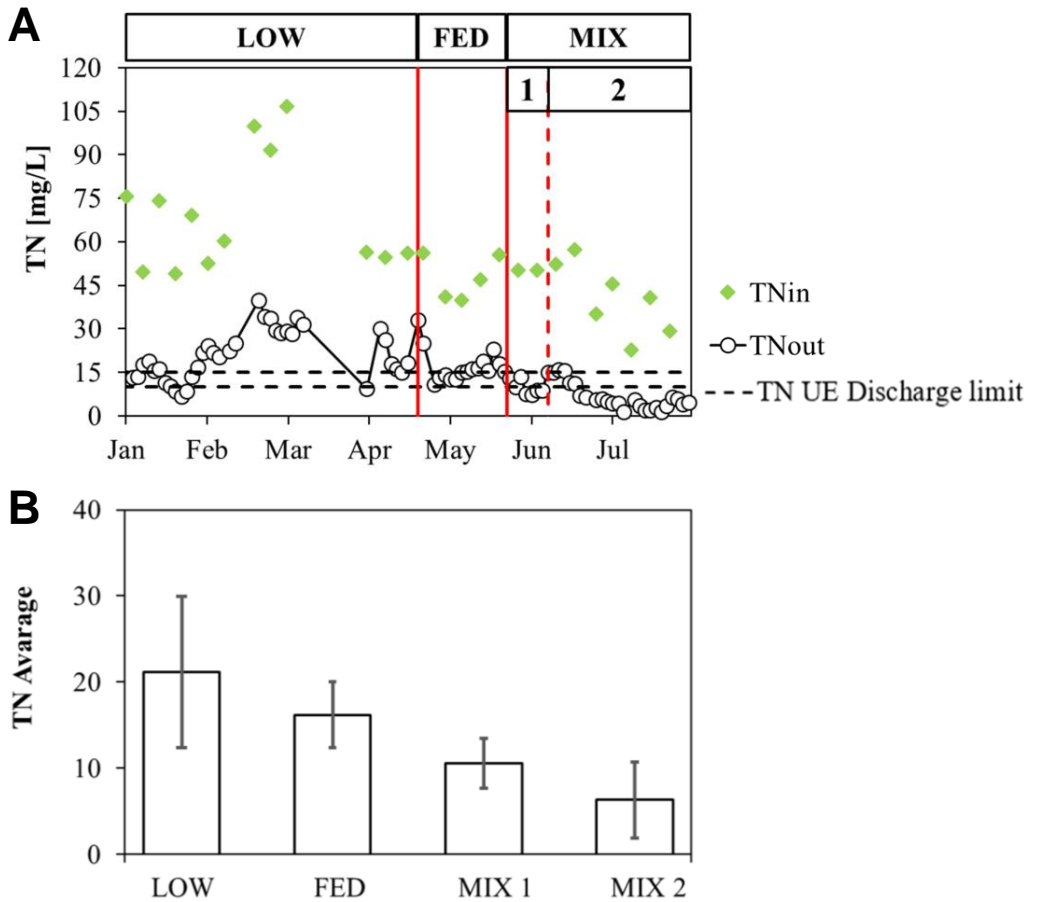 A
LOW FED MIX
1 2
TN [mg/L]
120
105
90
75
60
45
30
15
0
Jan Feb Mar Apr May Jun Jul
TNin
TNout
TN UE Discharge limit
B
TN Avarage
40
30
20
10
0
LOW FED MIX 1 MIX 2